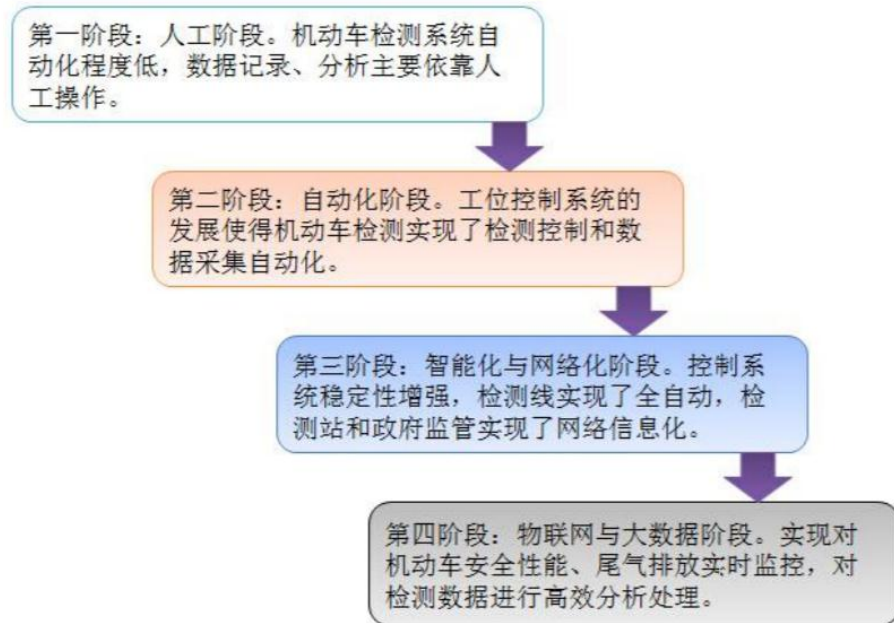 第一阶段：人工阶段。机动车检测系统自
动化程度低，数据记录、分析主要依靠人
工操作。
第二阶段：自动化阶段。工位控制系统的
发展使得机动车检测实现了检测控制和数
据采集自动化。
第三阶段：智能化与网络化阶段。控制系
统稳定性增强，检测线实现了全自动，检
测站和政府监管实现了网络信息化。
第四阶段：物联网与大数据阶段。实现对
机动车安全性能、尾气排放实时监控，对
检测数据进行高效分析处理。